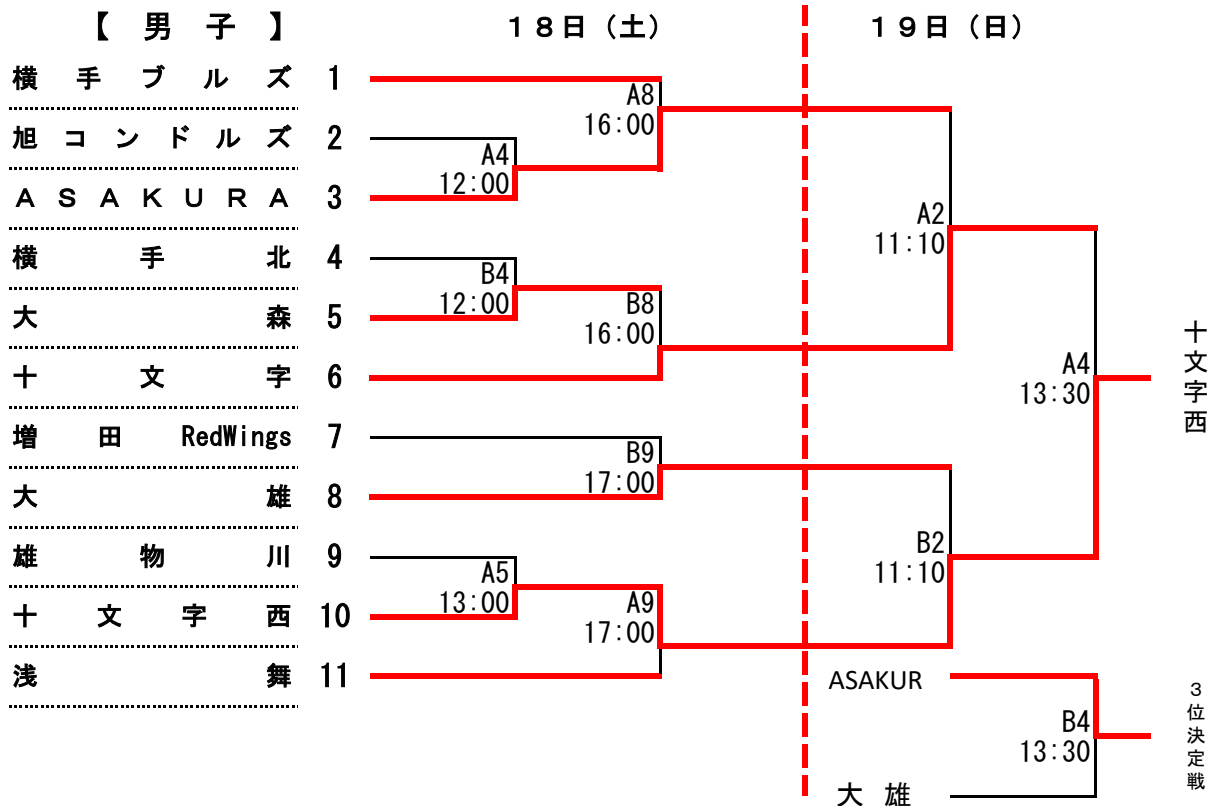 【 男 子 】 18日（土） 19日（日）
横手ブルズ 1
旭コンドルズ 2
ASAKURA 3
横手北 4
大森 5
十文字 6
増田 RedWings 7
大雄 8
雄物川 9
十文字西 10
浅舞 11
A4
12:00
B4
12:00
A5
13:00
A8
16:00
B8
16:00
B9
17:00
A9
17:00
A2
11:10
B2
11:10
A4
13:30
十文字西
ASAKUR
大雄
B4
13:30
3位決定戦